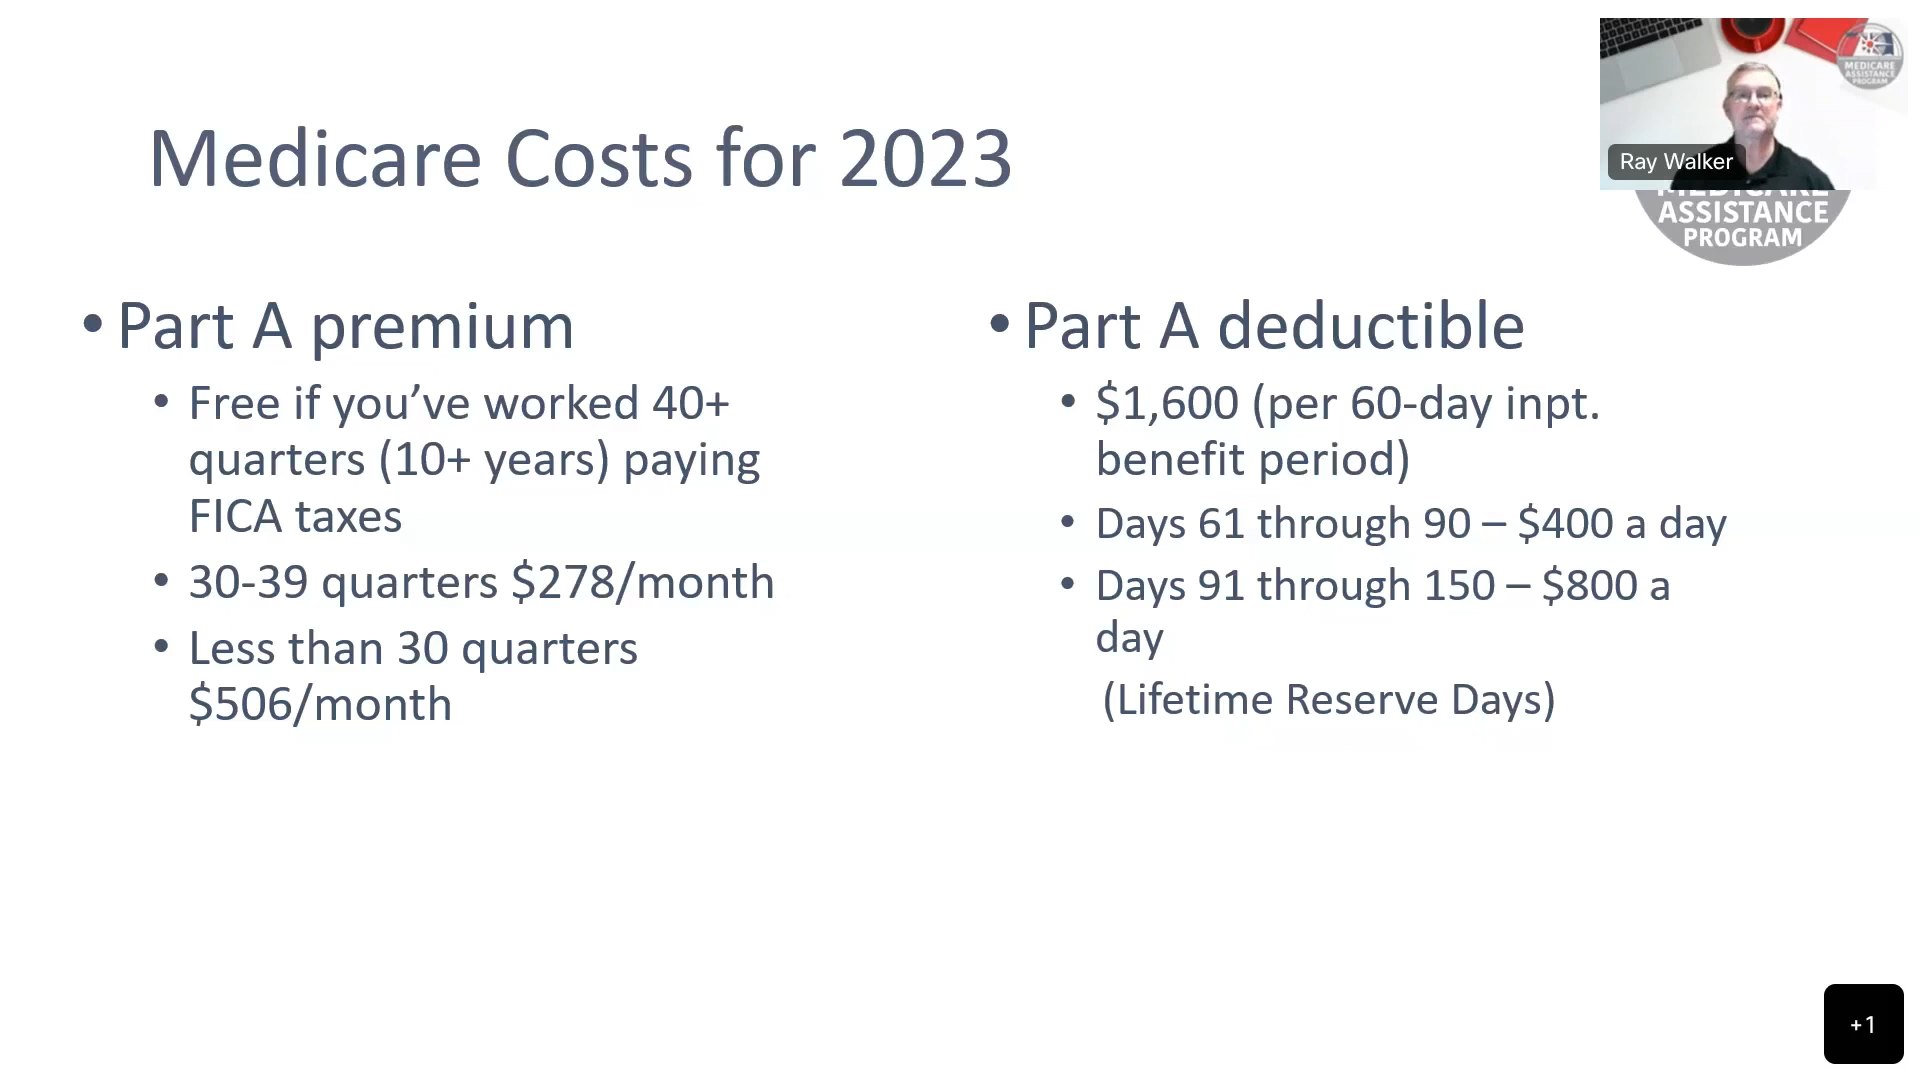 Medicare Costs for 2023
MEDICARE
ASSISTANCE
PROGRAM
Ray Walker
MEDICARE
ASSISTANCE
PROGRAM
• Part A premium
• Free if you’ve worked 40+
quarters (10+ years) paying
FICA taxes
• 30-39 quarters $278/month
• Less than 30 quarters
$506/month
• Part A deductible
• $1,600 (per 60-day inpt.
benefit period)
• Days 61 through 90 – $400 a day
• Days 91 through 150 – $800 a
day
(Lifetime Reserve Days)
+1